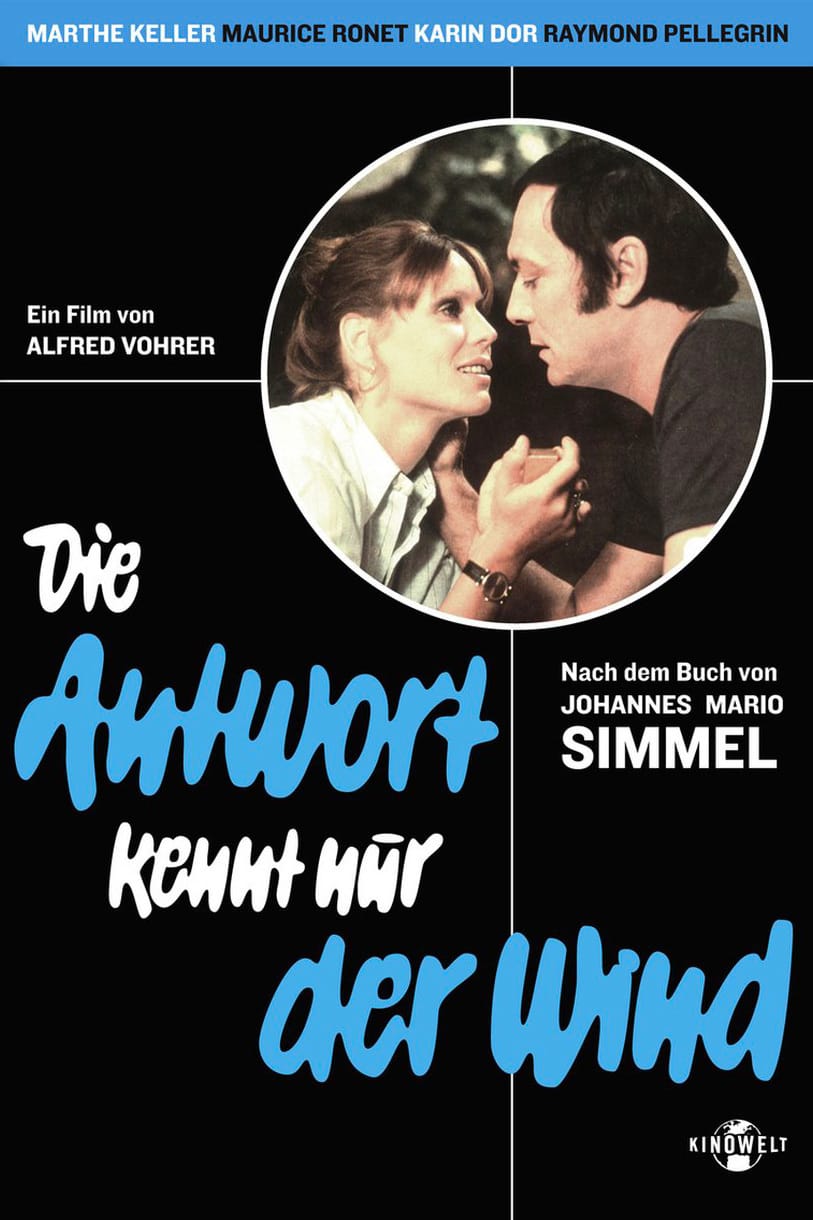 MARTHE KELLER MAURICE RONET KARIN DOR RAYMOND PELLEGRIN
Ein Film von
ALFRED VOHRER
Die
Antwort
kennt nur
der Wind
Nach dem Buch von
JOHANNES MARIO
SIMMEL
KINOWELT